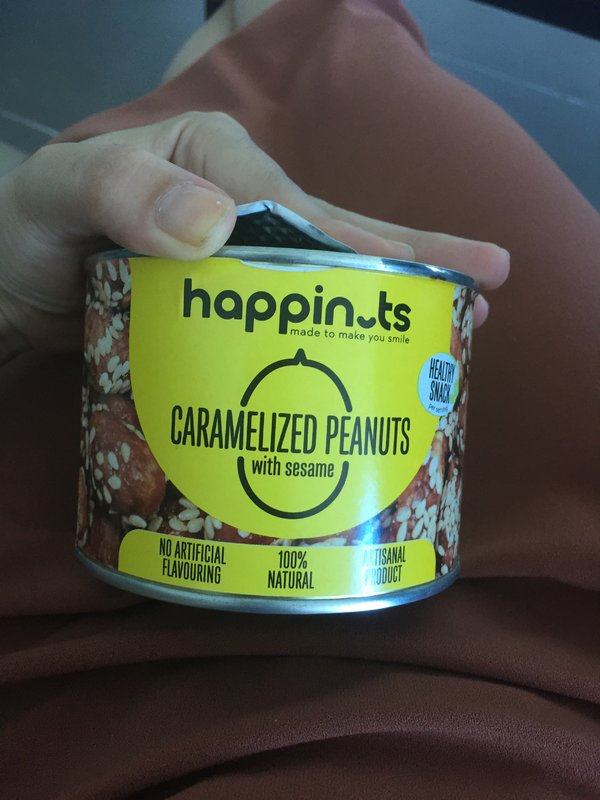 happinuts
made to make you smile
HEALTHY
SNACK
CARAMELIZED PEANUTS
with sesame
NO ARTIFICIAL
FLAVOURING
100%
NATURAL
ARTISANAL
PRODUCT